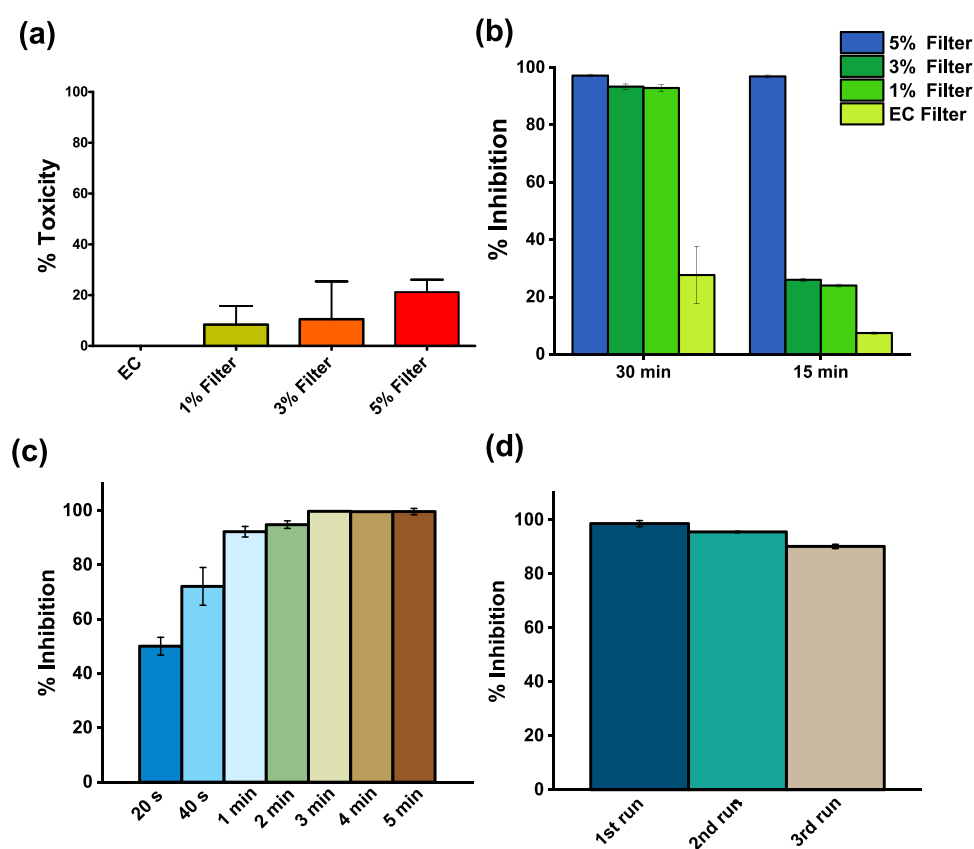 (a)
100
80
60
40
20
0
% Toxicity
EC
1% Filter
3% Filter
5% Filter
(b)
5% Filter
3% Filter
1% Filter
EC Filter
100
80
60
40
20
0
% Inhibition
30 min
15 min
(c)
100
80
60
40
20
0
% Inhibition
20 s
40 s
1 min
2 min
3 min
4 min
5 min
(d)
100
80
60
40
20
0
% Inhibition
1st run
2nd run
3rd run